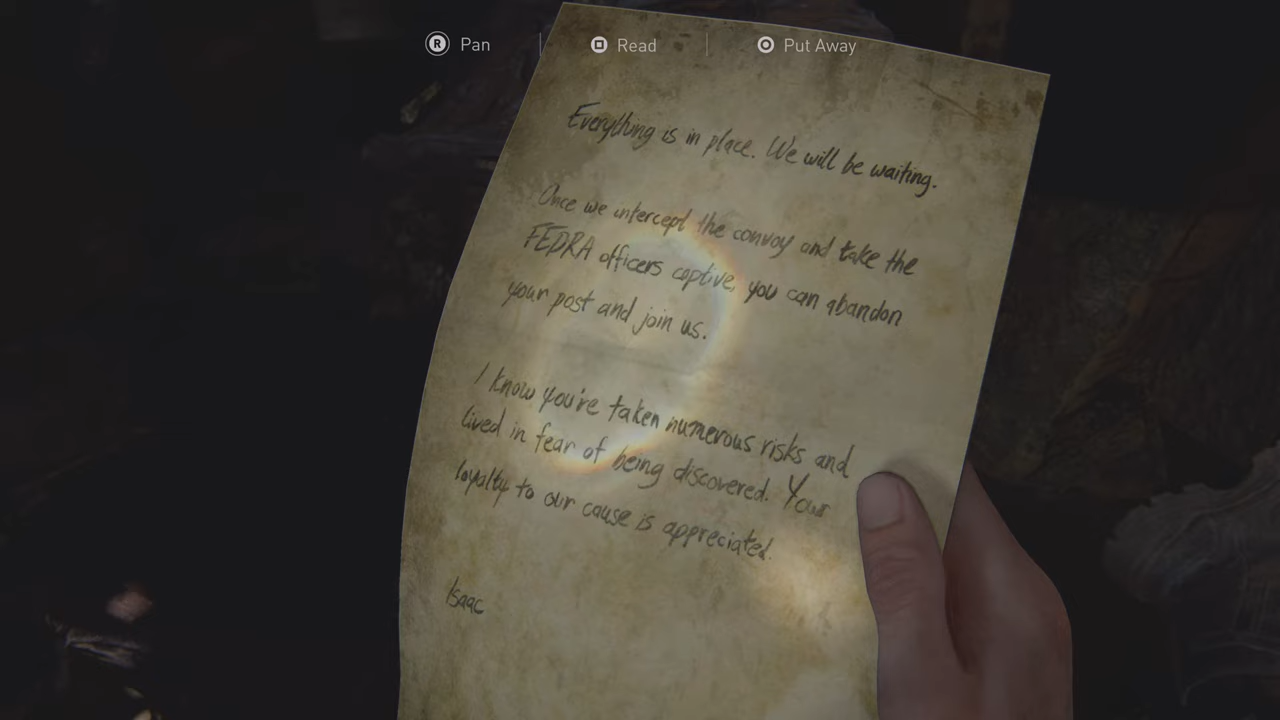 Pan
Read
Put Away
Everything is in place. We will be waiting.
Once we intercept the convoy and take the
FEDRA officers captive, you can abandon
your post and join us.
I know you're taken numerous risks and
lived in fear of being discovered. Your
loyalty to our cause is appreciated.
Isaac